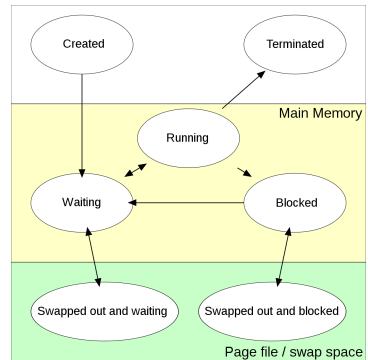 Created
Terminated
Main Memory
Running
Waiting
Blocked
Swapped out and waiting
Swapped out and blocked
Page file / swap space